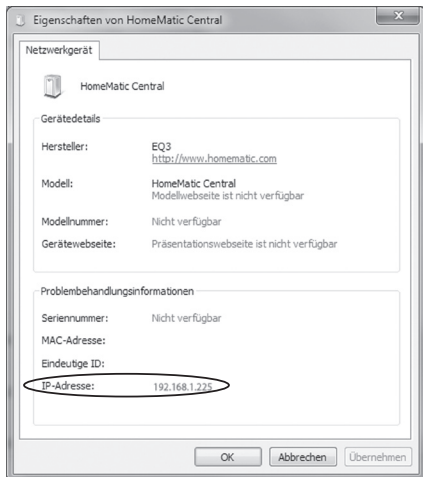 Eigenschaften von HomeMatic Central
Netzwerkgerät
HomeMatic Central
Gerätedetails
Hersteller: EQ3
http://www.homematic.com
Modell: HomeMatic Central
Modellwebseite ist nicht verfügbar
Modellnummer: Nicht verfügbar
Gerätewebseite: Präsentationswebseite ist nicht verfügbar
Problembehandlungsinformationen
Seriennummer: Nicht verfügbar
MAC-Adresse:
Eindeutige ID:
IP-Adresse: 192.168.1.225
OK Abbrechen Übernehmen